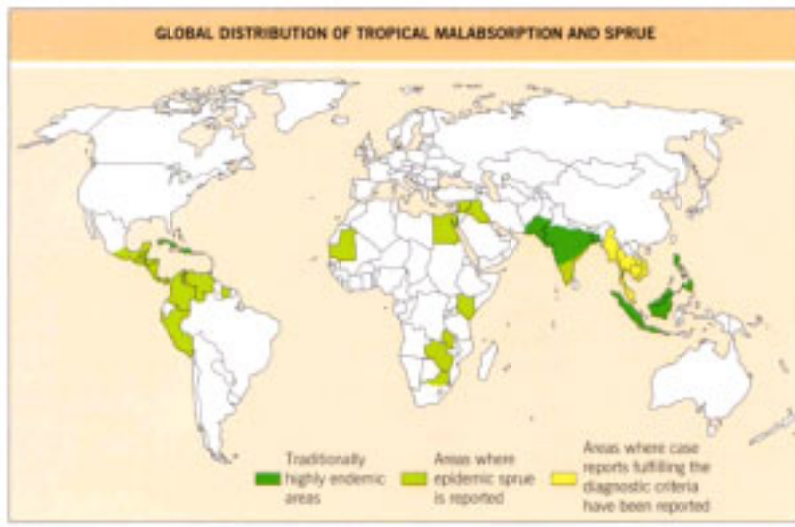 GLOBAL DISTRIBUTION OF TROPICAL MALABSORPTION AND SPRUE
Traditionally
highly endemic
areas
Areas where
epidemic sprue
is reported
Areas where case
reports fulfilling the
diagnostic criteria
have been reported